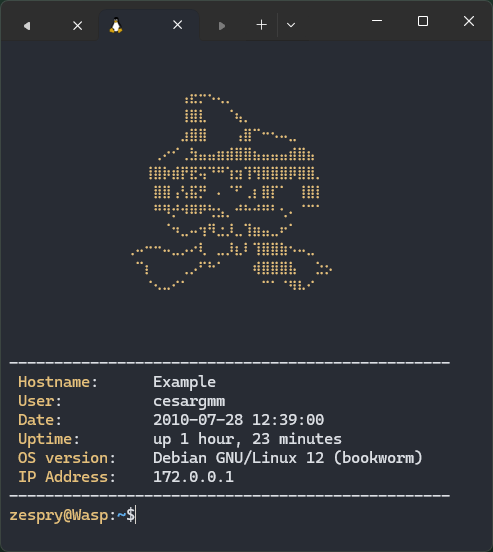 Hostname: Example
User: cesargmm
Date: 2010-07-28 12:39:00
Uptime: up 1 hour, 23 minutes
OS version: Debian GNU/Linux 12 (bookworm)
IP Address: 172.0.0.1
zespry@Wasp:~$